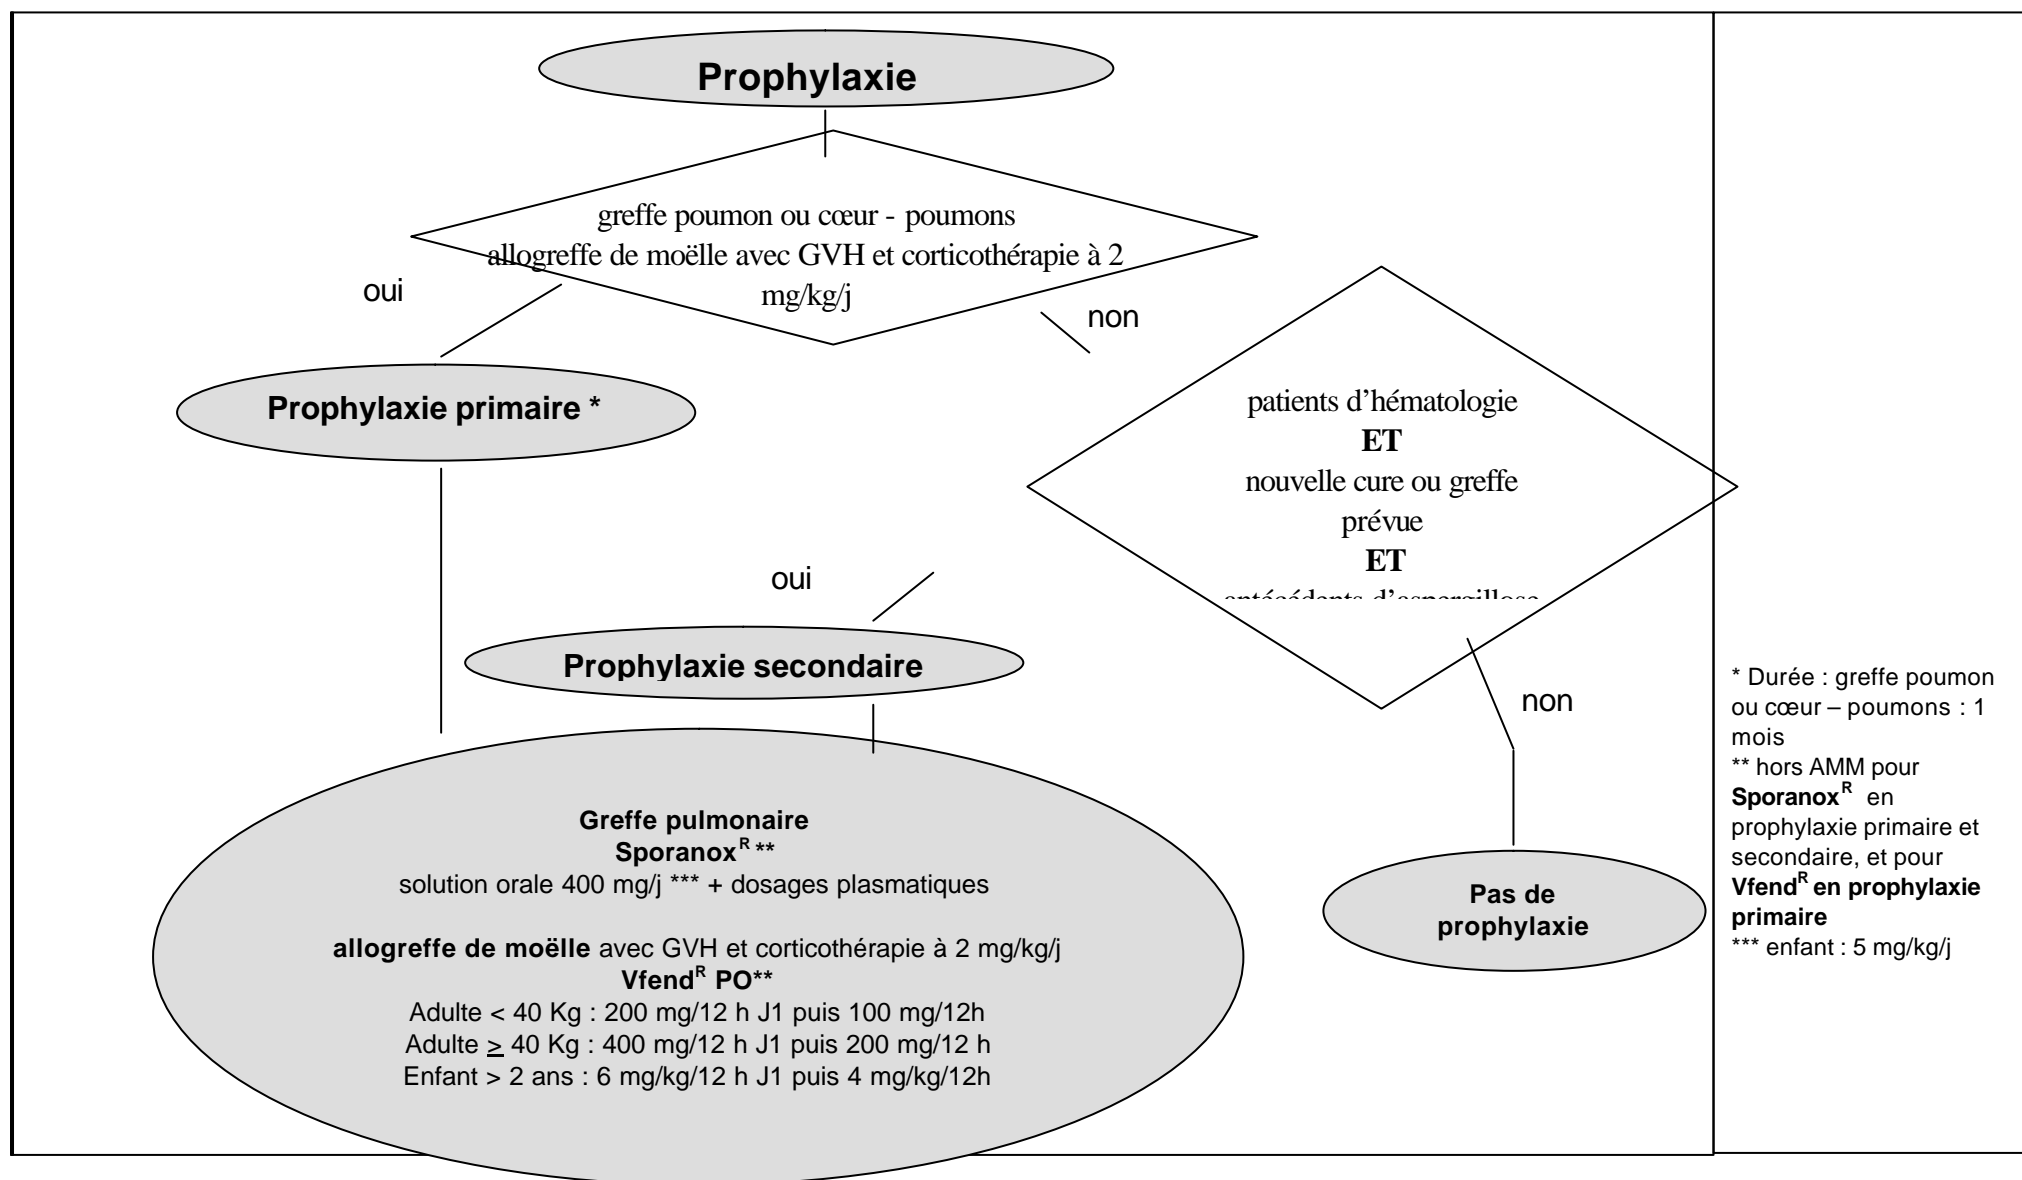 Prophylaxie
greffe poumon ou cœur - poumons
allogreffe de moëlle avec GVH et corticothérapie à 2
mg/kg/j
oui
non
Prophylaxie primaire *
patients d’hématologie
ET
nouvelle cure ou greffe
prévue
ET
antécédents d’aspergillose
oui
Prophylaxie secondaire
non
Greffe pulmonaire
Sporanox^R **
solution orale 400 mg/j *** + dosages plasmatiques
allogreffe de moëlle avec GVH et corticothérapie à 2 mg/kg/j
Vfend^R PO**
Adulte < 40 Kg : 200 mg/12 h J1 puis 100 mg/12h
Adulte ≥ 40 Kg : 400 mg/12 h J1 puis 200 mg/12 h
Enfant > 2 ans : 6 mg/kg/12 h J1 puis 4 mg/kg/12h
Pas de
prophylaxie
* Durée : greffe poumon
ou cœur – poumons : 1
mois
** hors AMM pour
Sporanox^R en
prophylaxie primaire et
secondaire, et pour
Vfend^R en prophylaxie
primaire
*** enfant : 5 mg/kg/j